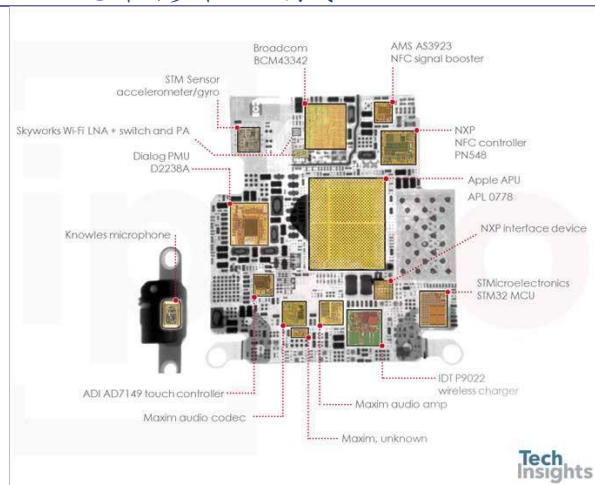 Broadcom
BCM43342
AMS AS3923
NFC signal booster
STM Sensor
accelerometer/gyro
Skyworks Wi-Fi LNA + switch and PA
NXP
NFC controller
PN548
Dialog PMU
D2238A
Apple APU
APL 0778
Knowles microphone
NXP interface device
STMicroelectronics
STM32 MCU
IDT P9022
wireless charger
ADI AD7149 touch controller
Maxim audio amp
Maxim audio codec
Maxim, unknown
Tech
Insights